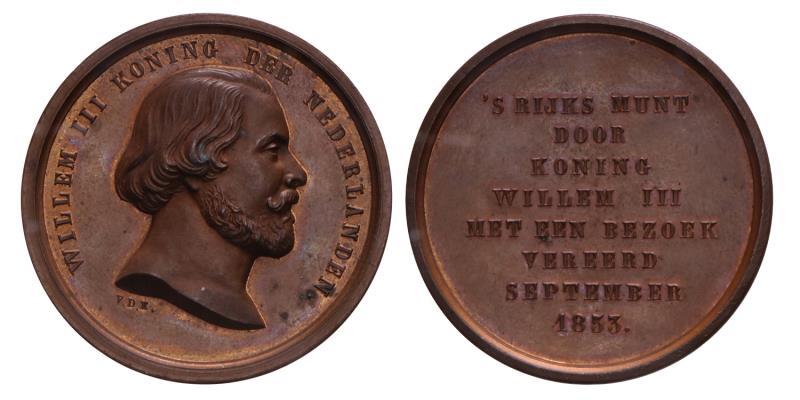 WILLEM III KONING DER NEDERLANDEN.
V.D.K.
'S RIJKS MUNT
DOOR
KONING
WILLEM III
MET EEN BEZOEK
VEREERD
SEPTEMBER
1853.